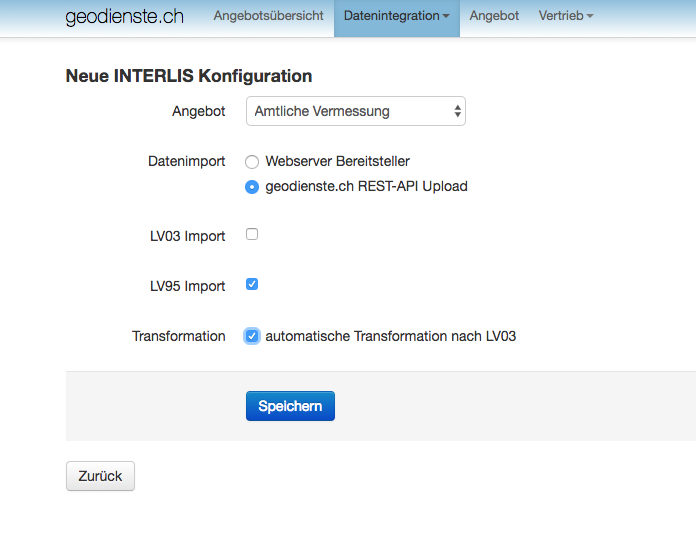 geodienste.ch Angebotsübersicht Datenintegration Angebot Vertrieb
Neue INTERLIS Konfiguration
Angebot Amtliche Vermessung
Datenimport Webserver Bereitsteller
geodienste.ch REST-API Upload
LV03 Import
LV95 Import
Transformation automatische Transformation nach LV03
Speichern
Zurück